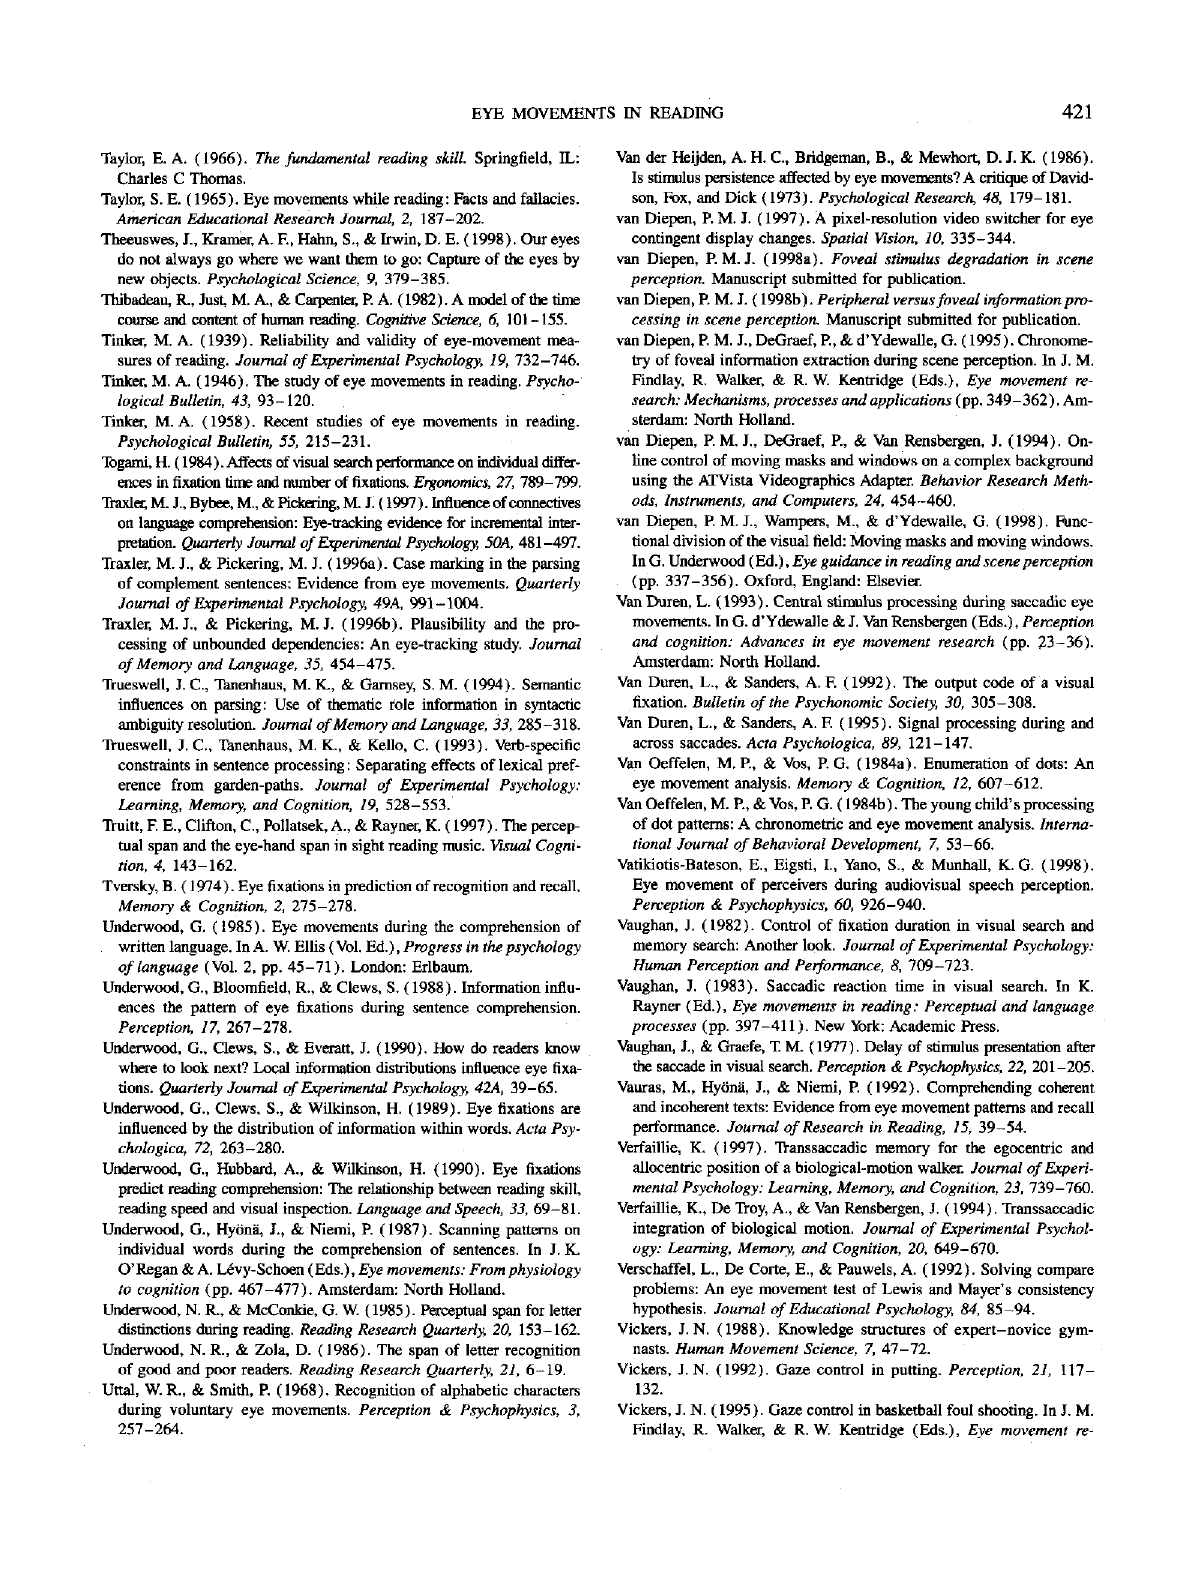 EYE MOVEMENTS IN READING
421
Taylor, E. A. (1966). The fundamental reading skill. Springfield, IL:
Charles C Thomas.
Taylor, S. E. (1965). Eye movements while reading: Facts and fallacies.
American Educational Research Journal, 2, 187–202.
Theeuswes, J., Kramer, A. F., Hahn, S., & Irwin, D. E. (1998). Our eyes
do not always go where we want them to go: Capture of the eyes by
new objects. Psychological Science, 9, 379–385.
Thibadeau, R., Just, M. A., & Carpenter, P. A. (1982). A model of the time
course and content of human reading. Cognitive Science, 6, 101–155.
Tinker, M. A. (1939). Reliability and validity of eye-movement mea-
sures of reading. Journal of Experimental Psychology, 19, 732–746.
Tinker, M. A. (1946). The study of eye movements in reading. Psycho-
logical Bulletin, 43, 93–120.
Tinker, M. A. (1958). Recent studies of eye movements in reading.
Psychological Bulletin, 55, 215–231.
Togami, H. (1984). Affects of visual search performance on individual differ-
ences in fixation time and number of fixations. Ergonomics, 27, 789–799.
Traxler, M. J., Bybee, M., & Pickering, M. J. (1997). Influence of connectives
on language comprehension: Eye-tracking evidence for incremental inter-
pretation. Quarterly Journal of Experimental Psychology, 50A, 481–497.
Traxler, M. J., & Pickering, M. J. (1996a). Case marking in the parsing
of complement sentences: Evidence from eye movements. Quarterly
Journal of Experimental Psychology, 49A, 991–1004.
Traxler, M. J., & Pickering, M. J. (1996b). Plausibility and the pro-
cessing of unbounded dependencies: An eye-tracking study. Journal
of Memory and Language, 35, 454–475.
Trueswell, J. C., Tanenhaus, M. K., & Garnsey, S. M. (1994). Semantic
influences on parsing: Use of thematic role information in syntactic
ambiguity resolution. Journal of Memory and Language, 33, 285–318.
Trueswell, J. C., Tanenhaus, M. K., & Kello, C. (1993). Verb-specific
constraints in sentence processing: Separating effects of lexical pref-
erence from garden-paths. Journal of Experimental Psychology:
Learning, Memory, and Cognition, 19, 528–553.
Truitt, F. E., Clifton, C., Pollatsek, A., & Rayner, K. (1997). The percep-
tual span and the eye-hand span in sight reading music. Visual Cogni-
tion, 4, 143–162.
Tversky, B. (1974). Eye fixations in prediction of recognition and recall.
Memory & Cognition, 2, 275–278.
Underwood, G. (1985). Eye movements during the comprehension of
written language. In A. W. Ellis (Vol. Ed.), Progress in the psychology
of language (Vol. 2, pp. 45–71). London: Erlbaum.
Underwood, G., Bloomfield, R., & Clews, S. (1988). Information influ-
ences the pattern of eye fixations during sentence comprehension.
Perception, 17, 267–278.
Underwood, G., Clews, S., & Everatt, J. (1990). How do readers know
where to look next? Local information distributions influence eye fixa-
tions. Quarterly Journal of Experimental Psychology, 42A, 39–65.
Underwood, G., Clews, S., & Wilkinson, H. (1989). Eye fixations are
influenced by the distribution of information within words. Acta Psy-
chologica, 72, 263–280.
Underwood, G., Hubbard, A., & Wilkinson, H. (1990). Eye fixations
predict reading comprehension: The relationship between reading skill,
reading speed and visual inspection. Language and Speech, 33, 69–81.
Underwood, G., Hyönä, J., & Niemi, P. (1987). Scanning patterns on
individual words during the comprehension of sentences. In J. K.
O'Regan & A. Lévy-Schoen (Eds.), Eye movements: From physiology
to cognition (pp. 467–477). Amsterdam: North Holland.
Underwood, N. R., & McConkie, G. W. (1985). Perceptual span for letter
distinctions during reading. Reading Research Quarterly, 20, 153–162.
Underwood, N. R., & Zola, D. (1986). The span of letter recognition
of good and poor readers. Reading Research Quarterly, 21, 6–19.
Uttal, W. R., & Smith, P. (1968). Recognition of alphabetic characters
during voluntary eye movements. Perception & Psychophysics, 3,
257–264.
Van der Heijden, A. H. C., Bridgeman, B., & Mewhort, D. J. K. (1986).
Is stimulus persistence affected by eye movements? A critique of David-
son, Fox, and Dick (1973). Psychological Research, 48, 179–181.
van Diepen, P. M. J. (1997). A pixel-resolution video switcher for eye
contingent display changes. Spatial Vision, 10, 335–344.
van Diepen, P. M. J. (1998a). Foveal stimulus degradation in scene
perception. Manuscript submitted for publication.
van Diepen, P. M. J. (1998b). Peripheral versus foveal information pro-
cessing in scene perception. Manuscript submitted for publication.
van Diepen, P. M. J., DeGraef, P., & d'Ydewalle, G. (1995). Chronome-
try of foveal information extraction during scene perception. In J. M.
Findlay, R. Walker, & R. W. Kentridge (Eds.), Eye movement re-
search: Mechanisms, processes and applications (pp. 349–362). Am-
sterdam: North Holland.
van Diepen, P. M. J., DeGraef, P., & Van Rensbergen, J. (1994). On-
line control of moving masks and windows on a complex background
using the ATVista Videographics Adapter. Behavior Research Meth-
ods, Instruments, and Computers, 24, 454–460.
van Diepen, P. M. J., Wampers, M., & d'Ydewalle, G. (1998). Func-
tional division of the visual field: Moving masks and moving windows.
In G. Underwood (Ed.), Eye guidance in reading and scene perception
(pp. 337–356). Oxford, England: Elsevier.
Van Duren, L. (1993). Central stimulus processing during saccadic eye
movements. In G. d'Ydewalle & J. Van Rensbergen (Eds.), Perception
and cognition: Advances in eye movement research (pp. 23–36).
Amsterdam: North Holland.
Van Duren, L., & Sanders, A. F. (1992). The output code of a visual
fixation. Bulletin of the Psychonomic Society, 30, 305–308.
Van Duren, L., & Sanders, A. F. (1995). Signal processing during and
across saccades. Acta Psychologica, 89, 121–147.
Van Oeffelen, M. P., & Vos, P. G. (1984a). Enumeration of dots: An
eye movement analysis. Memory & Cognition, 12, 607–612.
Van Oeffelen, M. P., & Vos, P. G. (1984b). The young child's processing
of dot patterns: A chronometric and eye movement analysis. Interna-
tional Journal of Behavioral Development, 7, 53–66.
Vatikiotis-Bateson, E., Eigsti, I., Yano, S., & Munhall, K. G. (1998).
Eye movement of perceivers during audiovisual speech perception.
Perception & Psychophysics, 60, 926–940.
Vaughan, J. (1982). Control of fixation duration in visual search and
memory search: Another look. Journal of Experimental Psychology:
Human Perception and Performance, 8, 709–723.
Vaughan, J. (1983). Saccadic reaction time in visual search. In K.
Rayner (Ed.), Eye movements in reading: Perceptual and language
processes (pp. 397–411). New York: Academic Press.
Vaughan, J., & Graefe, T. M. (1977). Delay of stimulus presentation after
the saccade in visual search. Perception & Psychophysics, 22, 201–205.
Vauras, M., Hyönä, J., & Niemi, P. (1992). Comprehending coherent
and incoherent texts: Evidence from eye movement patterns and recall
performance. Journal of Research in Reading, 15, 39–54.
Verfaillie, K. (1997). Transsaccadic memory for the egocentric and
allocentric position of a biological-motion walker. Journal of Experi-
mental Psychology: Learning, Memory, and Cognition, 23, 739–760.
Verfaillie, K., De Troy, A., & Van Rensbergen, J. (1994). Transsaccadic
integration of biological motion. Journal of Experimental Psychol-
ogy: Learning, Memory, and Cognition, 20, 649–670.
Verschaffel, L., De Corte, E., & Pauwels, A. (1992). Solving compare
problems: An eye movement test of Lewis and Mayer's consistency
hypothesis. Journal of Educational Psychology, 84, 85–94.
Vickers, J. N. (1988). Knowledge structures of expert–novice gym-
nasts. Human Movement Science, 7, 47–72.
Vickers, J. N. (1992). Gaze control in putting. Perception, 21, 117–
132.
Vickers, J. N. (1995). Gaze control in basketball foul shooting. In J. M.
Findlay, R. Walker, & R. W. Kentridge (Eds.), Eye movement re-